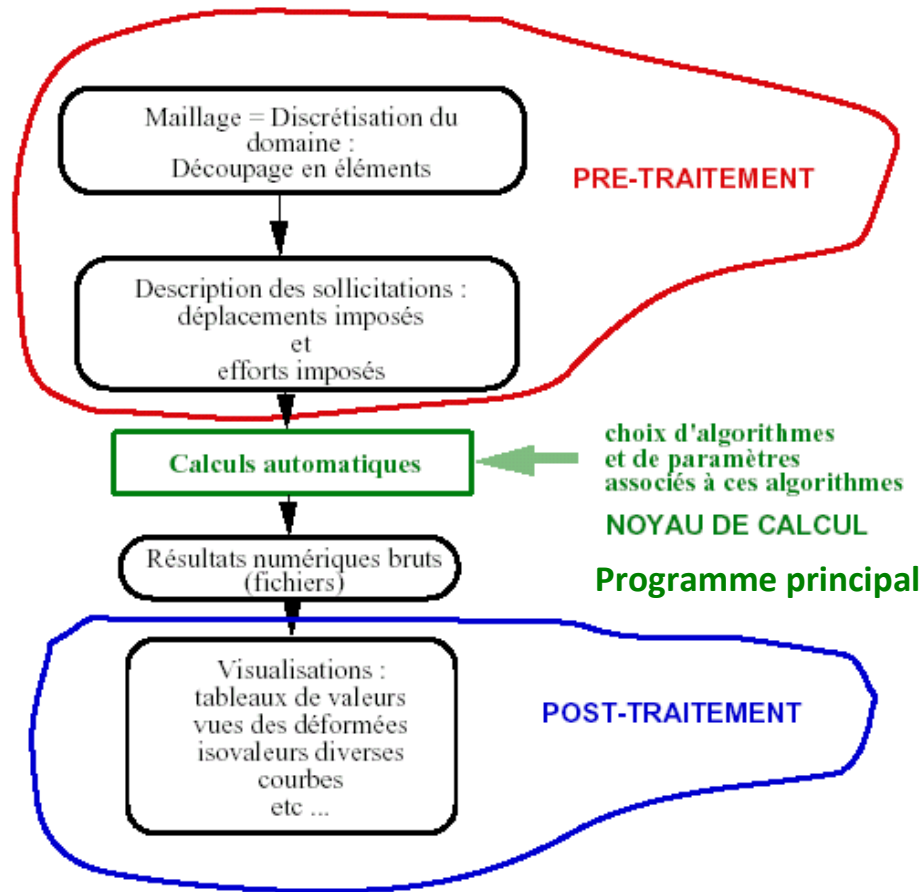 Maillage = Discrétisation du
domaine :
Découpage en éléments
PRE-TRAITEMENT
Description des sollicitations :
déplacements imposés
et
efforts imposés
Calculs automatiques
choix d'algorithmes
et de paramètres
associés à ces algorithmes
NOYAU DE CALCUL
Résultats numériques bruts
(fichiers)
Programme principal
Visualisations :
tableaux de valeurs
vues des déformées
isovaleurs diverses
courbes
etc ...
POST-TRAITEMENT